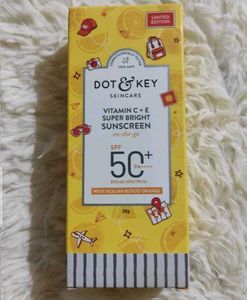 LIMITED
EDITION
DOT & KEY
SKINCARE
VITAMIN C + E
SUPER BRIGHT
SUNSCREEN
on-the-go
SPF
50+
PA++++
BROAD SPECTRUM
WITH SICILIAN BLOOD ORANGE